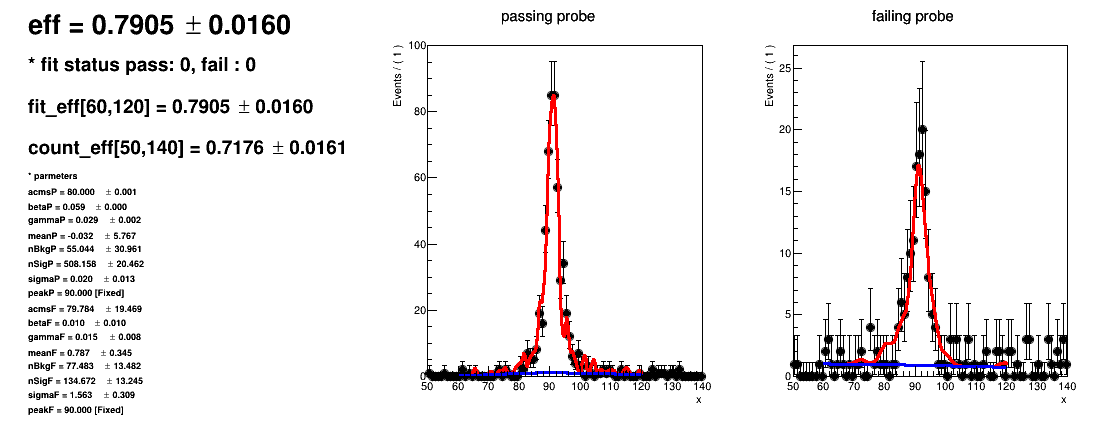 eff = 0.7905 ± 0.0160
* fit status pass: 0, fail : 0
fit_eff[60,120] = 0.7905 ± 0.0160
count_eff[50,140] = 0.7176 ± 0.0161
* parmeters
acmsP = 80.000 ± 0.001
betaP = 0.059 ± 0.000
gammaP = 0.029 ± 0.002
meanP = -0.032 ± 5.767
nBkgP = 55.044 ± 30.961
nSigP = 508.158 ± 20.462
sigmaP = 0.020 ± 0.013
peakP = 90.000 [Fixed]
acmsF = 79.784 ± 19.469
betaF = 0.010 ± 0.010
gammaF = 0.015 ± 0.008
meanF = 0.787 ± 0.345
nBkgF = 77.483 ± 13.482
nSigF = 134.672 ± 13.245
sigmaF = 1.563 ± 0.309
peakF = 90.000 [Fixed]
passing probe
Events / ( 1 )
100
80
60
40
20
0
50 60 70 80 90 100 110 120 130 140
x
failing probe
Events / ( 1 )
25
20
15
10
5
0
50 60 70 80 90 100 110 120 130 140
x